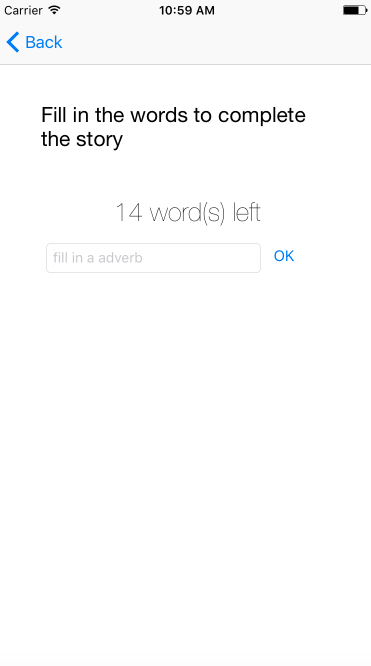 Carrier 10:59 AM
Back
Fill in the words to complete
the story
14 word(s) left
fill in a adverb OK